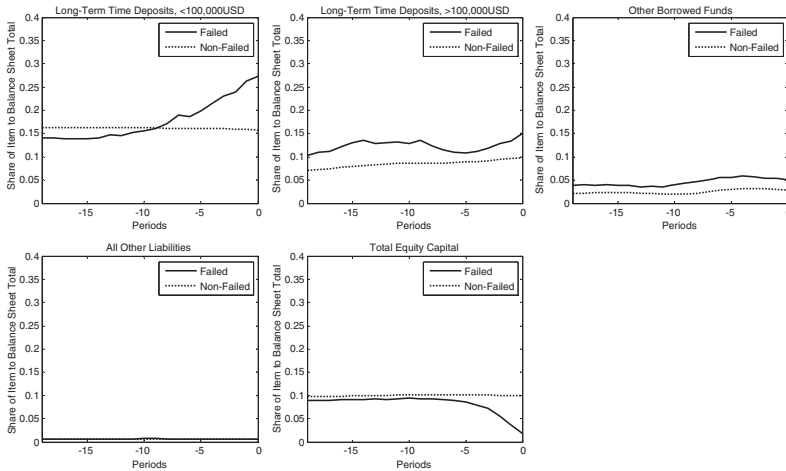 Long-Term Time Deposits, <100,000USD
Share of Item to Balance Sheet Total
0.4
0.35
0.3
0.25
0.2
0.15
0.1
0.05
0
Failed
Non-Failed
-15
-10
-5
0
Periods
Long-Term Time Deposits, >100,000USD
Share of Item to Balance Sheet Total
0.4
0.35
0.3
0.25
0.2
0.15
0.1
0.05
0
Failed
Non-Failed
-15
-10
-5
0
Periods
Other Borrowed Funds
Share of Item to Balance Sheet Total
0.4
0.35
0.3
0.25
0.2
0.15
0.1
0.05
0
Failed
Non-Failed
-15
-10
-5
0
Periods
All Other Liabilities
Share of Item to Balance Sheet Total
0.4
0.35
0.3
0.25
0.2
0.15
0.1
0.05
0
Failed
Non-Failed
-15
-10
-5
0
Periods
Total Equity Capital
Share of Item to Balance Sheet Total
0.4
0.35
0.3
0.25
0.2
0.15
0.1
0.05
0
Failed
Non-Failed
-15
-10
-5
0
Periods